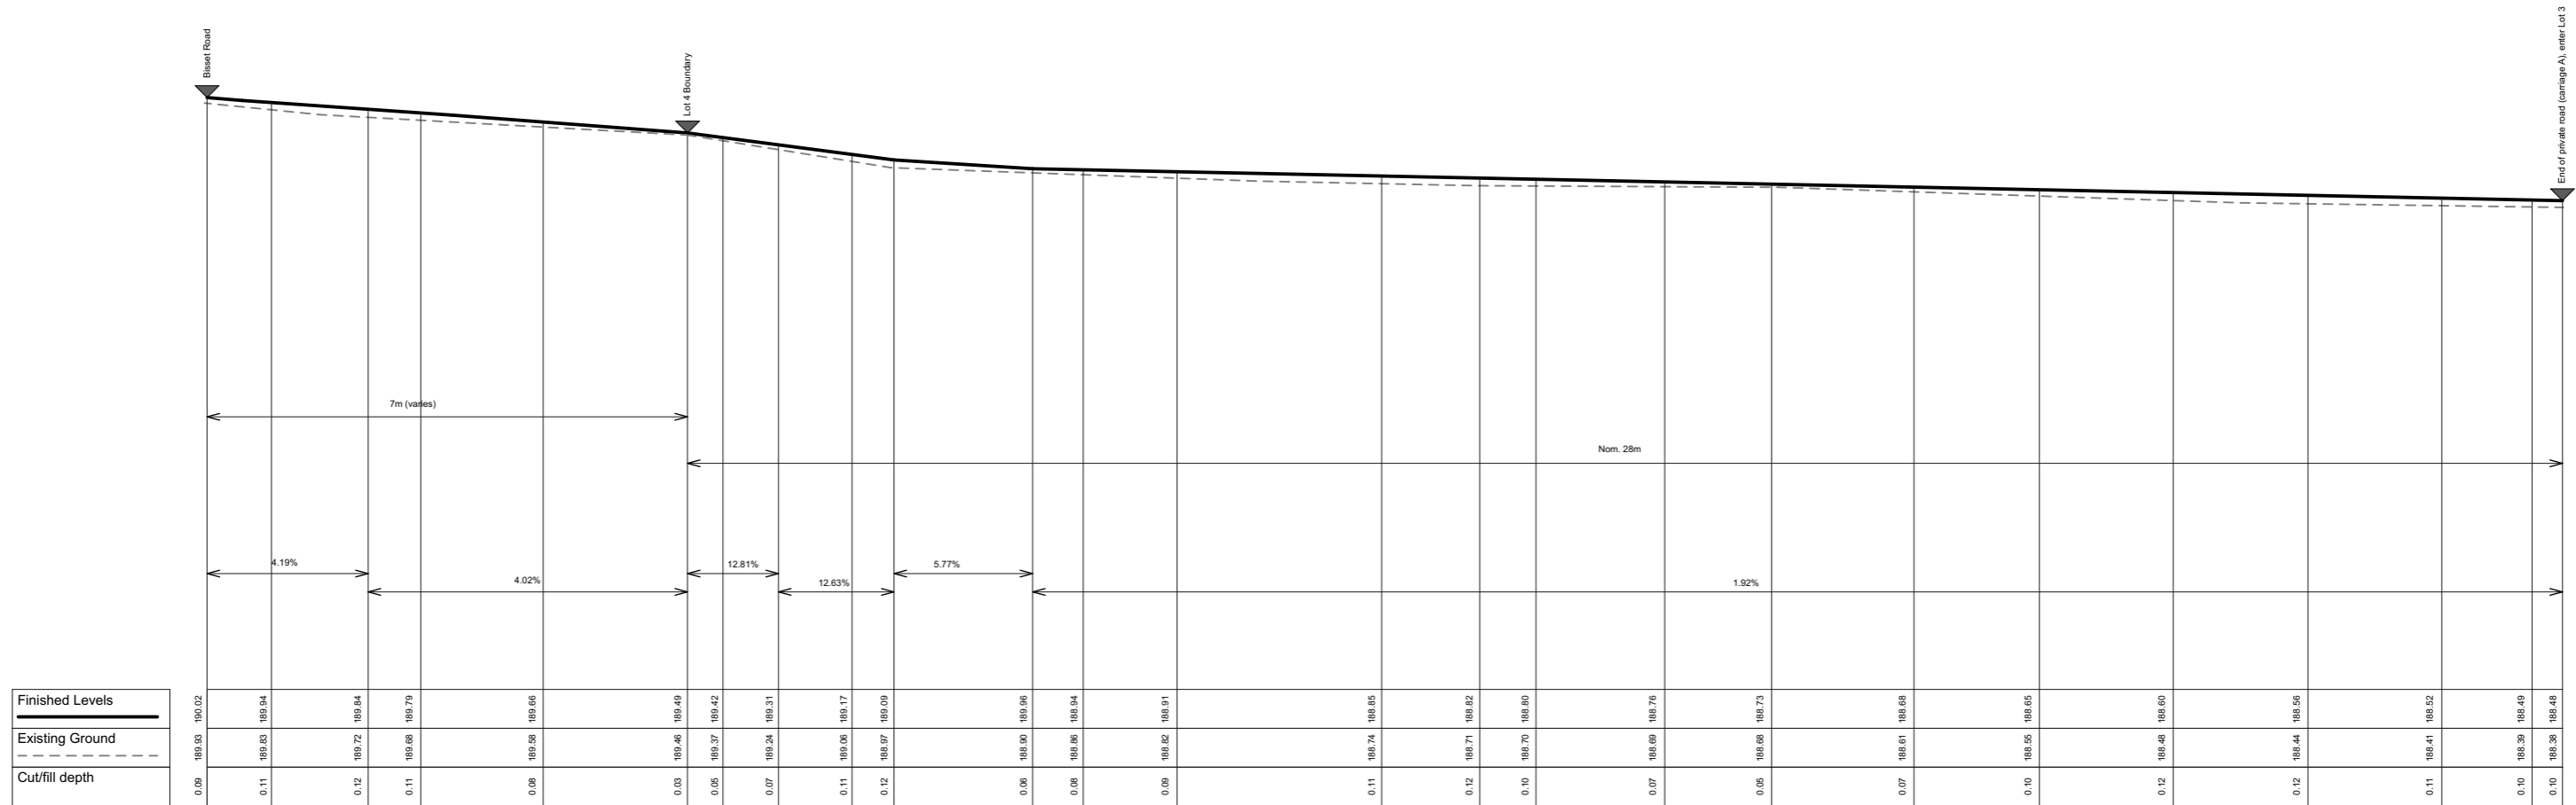 Bisset Road
Lot 4 Boundary
End of private road (carriage A), enter Lot 3
7m (varies)
Nom. 28m
4.19%
4.02%
12.81%
12.63%
5.77%
1.92%
Finished Levels
190.02 189.94 189.84 189.79 189.66 189.49 189.42 189.31 189.17 189.09 189.96 188.94 188.91 188.85 188.82 188.80 188.76 188.73 188.68 188.65 188.60 188.56 188.52 188.49 188.48
Existing Ground
189.93 189.83 189.72 189.68 189.58 189.46 189.37 189.24 189.06 188.97 188.90 188.86 188.82 188.74 188.71 188.70 188.69 188.68 188.61 188.55 188.48 188.44 188.41 188.39 188.38
Cut/fill depth
0.09 0.11 0.12 0.11 0.08 0.03 0.05 0.07 0.11 0.12 0.06 0.08 0.09 0.11 0.12 0.10 0.07 0.05 0.07 0.10 0.12 0.12 0.11 0.10 0.10